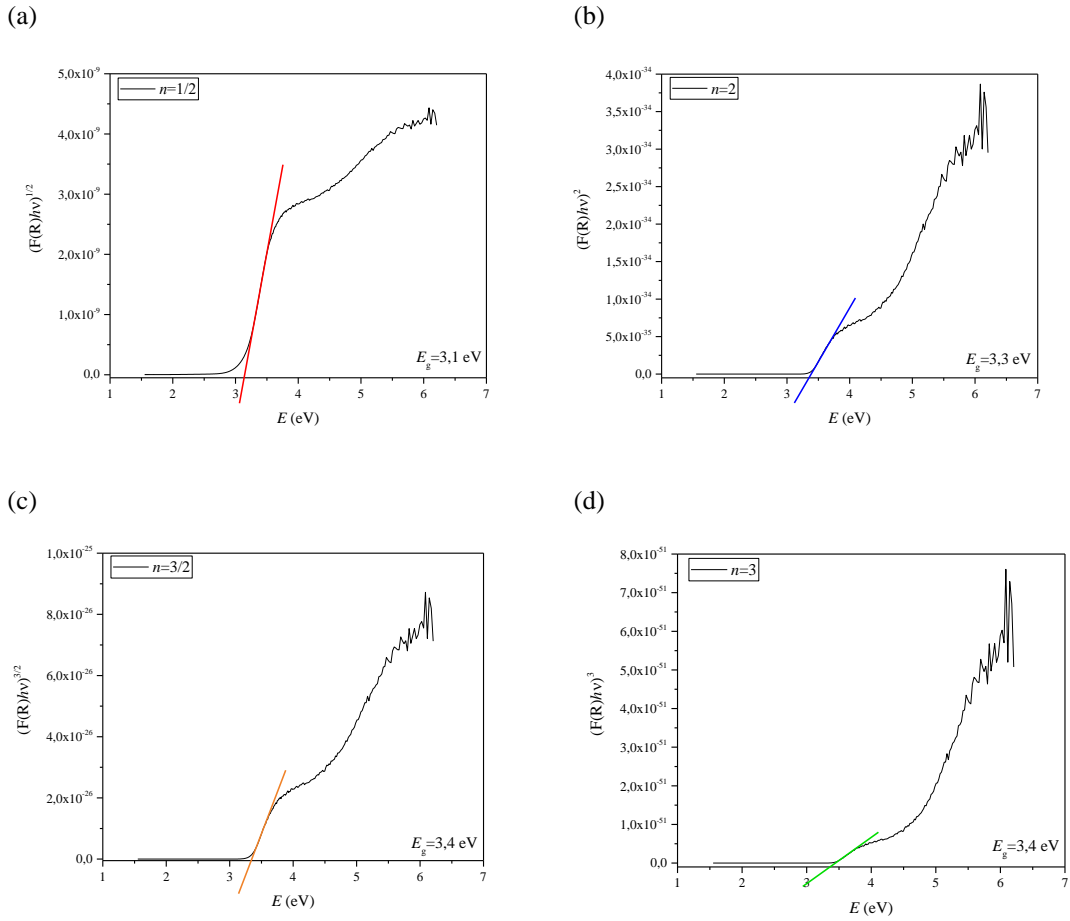 (a)
(b)
5,0x10⁻⁹
4,0x10⁻⁹
3,0x10⁻⁹
2,0x10⁻⁹
1,0x10⁻⁹
0,0
(F(R)hν)^1/2
n=1/2
E_g=3,1 eV
1 2 3 4 5 6 7
E (eV)
4,0x10⁻³⁴
3,5x10⁻³⁴
3,0x10⁻³⁴
2,5x10⁻³⁴
2,0x10⁻³⁴
1,5x10⁻³⁴
1,0x10⁻³⁴
5,0x10⁻³⁵
0,0
(F(R)hν)²
n=2
E_g=3,3 eV
1 2 3 4 5 6 7
E (eV)
(c)
(d)
1,0x10⁻²⁵
8,0x10⁻²⁶
6,0x10⁻²⁶
4,0x10⁻²⁶
2,0x10⁻²⁶
0,0
(F(R)hν)^3/2
n=3/2
E_g=3,4 eV
1 2 3 4 5 6 7
E (eV)
8,0x10⁻⁵¹
7,0x10⁻⁵¹
6,0x10⁻⁵¹
5,0x10⁻⁵¹
4,0x10⁻⁵¹
3,0x10⁻⁵¹
2,0x10⁻⁵¹
1,0x10⁻⁵¹
0,0
(F(R)hν)³
n=3
E_g=3,4 eV
1 2 3 4 5 6 7
E (eV)